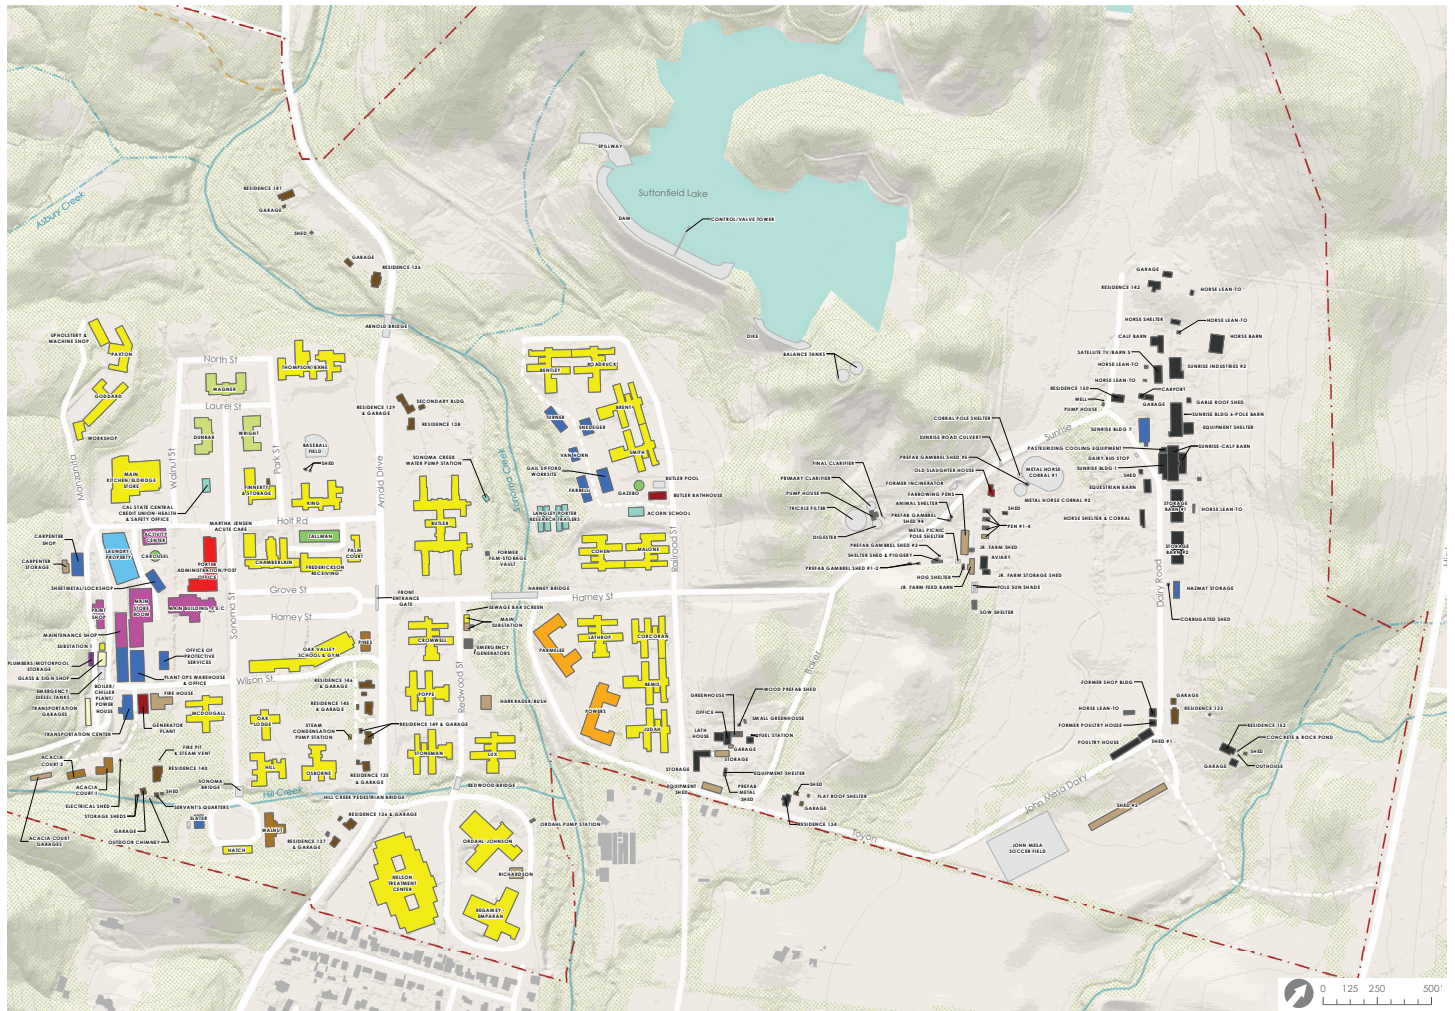 SPILLWAY
Suttonfield Lake
DAM
CONTROL/VALVE TOWER
DIKE
BALANCE TANKS
Asbury Creek
RESIDENCE 141
GARAGE
SHED
GARAGE
RESIDENCE 126
ARNOLD BRIDGE
UPHOLSTERY &
MACHINE SHOP
PAXTON
GODDARD
WORKSHOP
North St
THOMPSON/BANE
WAGNER
Laurel St
DUNBAR
WRIGHT
Manzanita
Walnut St
Park St
BASEBALL
FIELD
SHED
MAIN
KITCHEN/ELDRIDGE
STORE
FINNERTY
& STORAGE
KING
CAL STATE CENTRAL
CREDIT UNION-HEALTH
& SAFETY OFFICE
Holt Rd
Arnold Drive
RESIDENCE 139
& GARAGE
SECONDARY BLDG
RESIDENCE 138
SONOMA CREEK
WATER PUMP STATION
BUTLER
FORMER
FILM-STORAGE
VAULT
Sonoma Creek
BENTLEY
ROADRUCK
BRENT
SMITH
TURNER
SNEDEGER
VAN HORN
GAIL GIFFORD
WORKSITE
FARRELL
GAZEBO
BUTLER POOL
BUTLER BATHHOUSE
ACORN SCHOOL
LANGLEY PORTER
RESEARCH TRAILERS
COHEN
MALONE
Railroad St
CARPENTER
SHOP
CARPENTER
STORAGE
LAUNDRY
PROPERTY
ACTIVITY
CENTER
CAROUSEL
MARTHA JENSEN
ACUTE CARE
PORTER
ADMINISTRATION/POST
OFFICE
CHAMBERLAIN
TALLMAN
FREDERICKSON
RECEIVING
PALM
COURT
SHEETMETAL/LOCKSHOP
Grove St
FRONT
ENTRANCE
GATE
HARNEY BRIDGE
Harney St
Harney St
PAINT
SHOP
MAIN
STORE
ROOM
MAIN BUILDING/P.E.C.
Sonoma St
MAINTENANCE SHOP
SUBSTATION 1
PLUMBERS/MOTORPOOL
STORAGE
GLASS & SIGN SHOP
OFFICE OF
PROTECTIVE
SERVICES
PLANT OPS WAREHOUSE
& OFFICE
OAK VALLEY
SCHOOL & GYM
PINES
Wilson St.
SEWAGE BAR SCREEN
MAIN
SUBSTATION
EMERGENCY
GENERATORS
CROMWELL
POPPE
Redwood St
HARKRADER/BUSH
PARMELEE
LATHROP
CORCORAN
BEMIS
POWERS
JUDAH
EMERGENCY
DIESEL TANKS
BOILER/
CHILLER
PLANT/
POWER
HOUSE
FIRE HOUSE
TRANSPORTATION
GARAGES
TRANSPORTATION CENTER
GENERATOR
PLANT
MCDOUGALL
RESIDENCE 146
& GARAGE
RESIDENCE 145
& GARAGE
RESIDENCE 149 & GARAGE
OAK
LODGE
STEAM
CONDENSATION
PUMP STATION
STONEMAN
LUX
HILL
OSBORNE
RESIDENCE 135
& GARAGE
FIRE PIT
& STEAM VENT
RESIDENCE 140
ACACIA
COURT 2
ACACIA
COURT 1
SONOMA
BRIDGE
Hill Creek
HILL CREEK PEDESTRIAN BRIDGE
REDWOOD BRIDGE
SHED
SERVANT'S QUARTERS
ELECTRICAL SHED
STORAGE SHEDS
GARAGE
OUTDOOR CHIMNEY
ACACIA COURT
GARAGES
SLATER
WALNUT
HATCH
RESIDENCE 136 & GARAGE
RESIDENCE 137
& GARAGE
ORDAHL PUMP STATION
ORDAHL-JOHNSON
NELSON
TREATMENT
CENTER
RICHARDSON
REGAMEY
EMPARAN
FINAL CLARIFIER
PRIMARY CLARIFIER
PUMP HOUSE
TRICKLE FILTER
DIGESTER
CORRAL POLE SHELTER
SUNRISE ROAD CULVERT
PREFAB GAMBREL SHED #5
OLD SLAUGHTER HOUSE
FORMER INCINERATOR
FARROWING PENS
ANIMAL SHELTER
PREFAB GAMBREL
SHED #4
METAL PICNIC
POLE SHELTER
PREFAB GAMBREL SHED #3
SHELTER SHED & PIGGERY
PREFAB GAMBREL SHED #1-2
HOG SHELTER
JR. FARM FEED BARN
Sunrise
METAL HORSE
CORRAL #1
METAL HORSE CORRAL #2
SHED
PEN #1-4
JR. FARM SHED
AVIARY
JR. FARM STORAGE SHED
POLE SUN SHADE
SOW SHELTER
GARAGE
RESIDENCE 142
HORSE LEAN-TO
HORSE SHELTER
HORSE LEAN-TO
CALF BARN
HORSE BARN
SATELLITE TV/BARN 5
HORSE LEAN-TO
SUNRISE INDUSTRIES #2
HORSE LEAN-TO
RESIDENCE 150
CARPORT
WELL
GARAGE
GABLE ROOF SHED
PUMP HOUSE
SUNRISE BLDG 6-POLE BARN
SUNRISE BLDG 7
EQUIPMENT SHELTER
PASTEURIZING COOLING EQUIPMENT
SUNRISE-CALF BARN
DAIRY BUS STOP
SUNRISE BLDG 1
SHED
EQUESTRIAN BARN
STORAGE
BARN #1
HORSE LEAN-TO
HORSE SHELTER & CORRAL
STORAGE
BARN #2
Dairy Road
HAZMAT STORAGE
CORRUGATED SHED
Baker
GREENHOUSE
WOOD PREFAB SHED
OFFICE
SMALL GREENHOUSE
LATH
HOUSE
FUEL STATION
GARAGE
STORAGE
STORAGE
EQUIPMENT SHELTER
EQUIPMENT
SHED
PREFAB
METAL
SHED
SHED
FLAT ROOF SHELTER
GARAGE
RESIDENCE 134
Toyon
FORMER SHOP BLDG
GARAGE
HORSE LEAN-TO
RESIDENCE 133
FORMER POULTRY HOUSE
POULTRY HOUSE
SHED #1
RESIDENCE 152
CONCRETE & ROCK POND
SHED
GARAGE
OUTHOUSE
John Mesa Dairy
SHED #2
JOHN MESA
SOCCER FIELD
0 125 250 500'